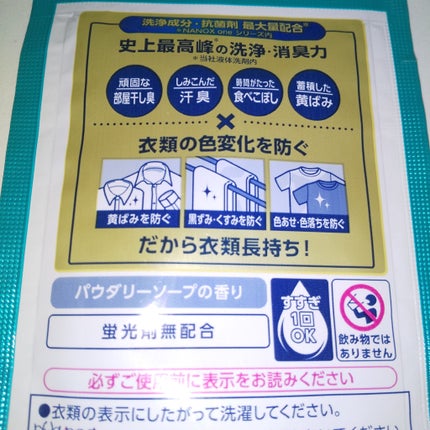 洗浄成分・抗菌剤 最大量配合※
※NANOX one シリーズ内
史上最高峰※の洗浄・消臭力
※当社液体洗剤内
頑固な
部屋干し臭
しみこんだ
汗臭
時間がたった
食べこぼし
蓄積した
黄ばみ
×
衣類の色変化を防ぐ
黄ばみを防ぐ
黒ずみ・くすみを防ぐ
色あせ・色落ちを防ぐ
だから衣類長持ち!
パウダリーソープの香り
蛍光剤無配合
すすぎ
1回
OK
飲み物では
ありません
必ずご使用前に表示をお読みください
●衣類の表示にしたがって洗濯してください。